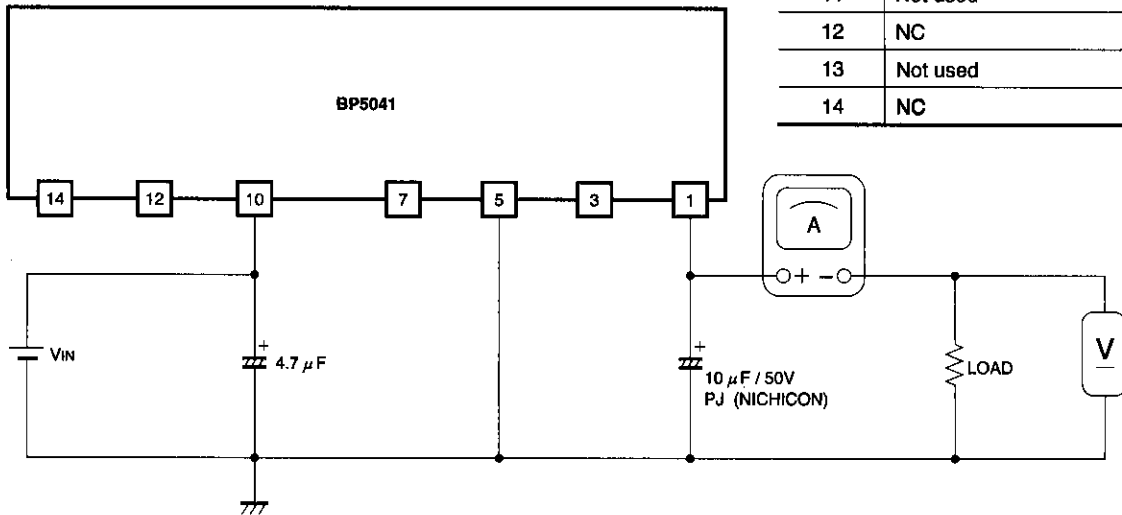 Not used
12 NC
13 Not used
14 NC
BP5041
14 12 10 7 5 3 1
A
+ −
VIN
+
4.7 μF
+
10 μF / 50V
PJ (NICHICON)
LOAD
V